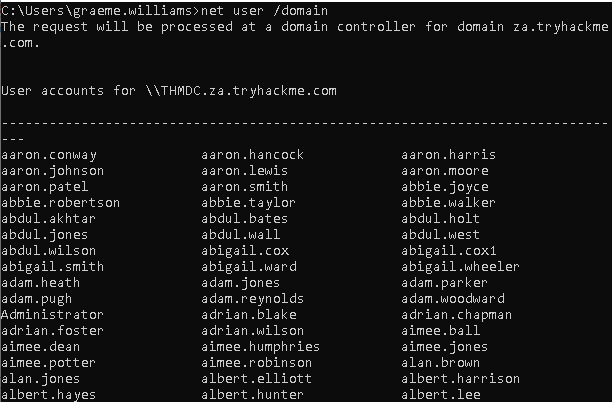 C:\Users\graeme.williams>net user /domain
The request will be processed at a domain controller for domain za.tryhackme
.com.
User accounts for \\THMDC.za.tryhackme.com
-------------------------------------------------------------------------------
aaron.conway aaron.hancock aaron.harris
aaron.johnson aaron.lewis aaron.moore
aaron.patel aaron.smith abbie.joyce
abbie.robertson abbie.taylor abbie.walker
abdul.akhtar abdul.bates abdul.holt
abdul.jones abdul.wall abdul.west
abdul.wilson abigail.cox abigail.cox1
abigail.smith abigail.ward abigail.wheeler
adam.heath adam.jones adam.parker
adam.pugh adam.reynolds adam.woodward
Administrator adrian.blake adrian.chapman
adrian.foster adrian.wilson aimee.ball
aimee.dean aimee.humphries aimee.jones
aimee.potter aimee.robinson alan.brown
alan.jones albert.elliott albert.harrison
albert.hayes albert.hunter albert.lee